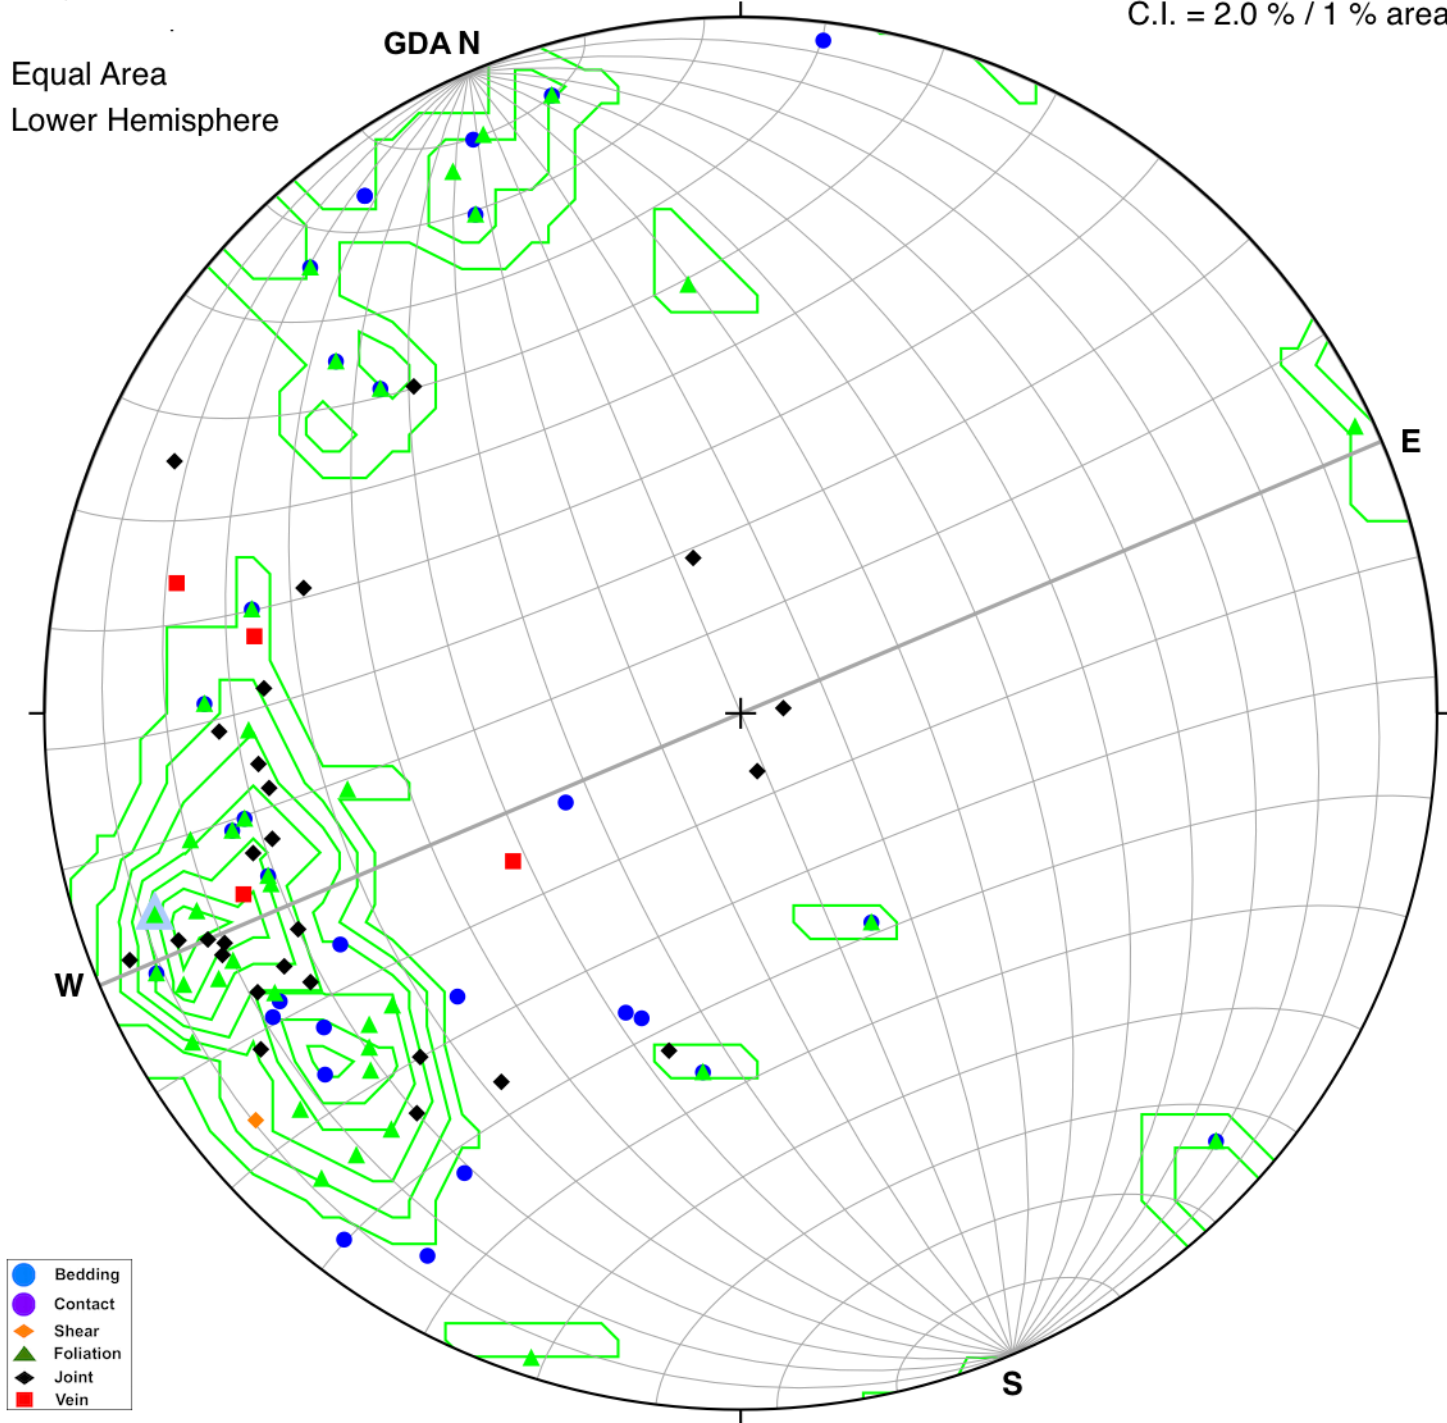 C.I. = 2.0 % / 1 % area
GDA N
Equal Area
Lower Hemisphere
E
W
S
Bedding
Contact
Shear
Foliation
Joint
Vein